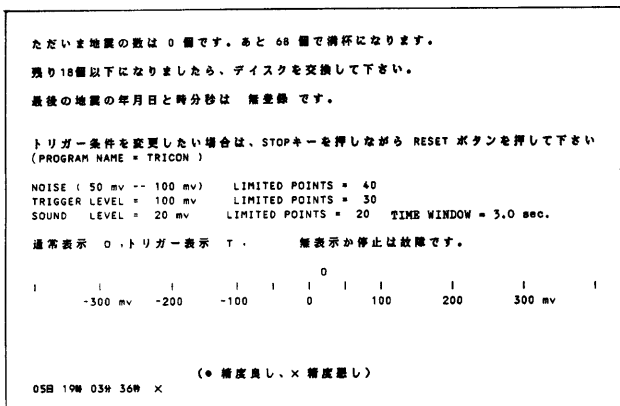 ただいま地震の数は 0 個です。あと 68 個で満杯になります。
残り18個以下になりましたら、デイスクを交換して下さい。
最後の地震の年月日と時分秒は 無登録 です。
トリガー条件を変更したい場合は、STOPキーを押しながら RESET ボタンを押して下さい
(PROGRAM NAME = TRICON )
NOISE ( 50 mv -- 100 mv) LIMITED POINTS = 40
TRIGGER LEVEL = 100 mv LIMITED POINTS = 30
SOUND LEVEL = 20 mv LIMITED POINTS = 20 TIME WINDOW = 3.0 sec.
通常表示 O ,トリガー表示 T , 無表示か停止は故障です。
O
-300 mv -200 -100 0 100 200 300 mv
(● 精度良し、× 精度悪し)
05日 19時 03分 36秒 ×